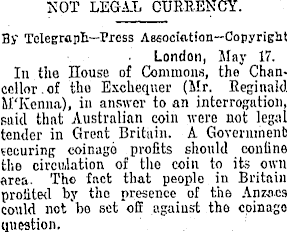 NOT LEGAL CURRENCY.
By Telegraph—Press Association—Copyright
London, May 17.
In the House of Commons, the Chan-
cellor of the Exchequer (Mr. Reginald
M'Kenna), in answer to an interrogation,
said that Australian coin were not legal
tender in Great Britain. A Government
securing coinage profits should confine
the circulation of the coin to its own
area. The fact that people in Britain
profited by the presence of the Anzacs
could not be set off against the coinage
question.